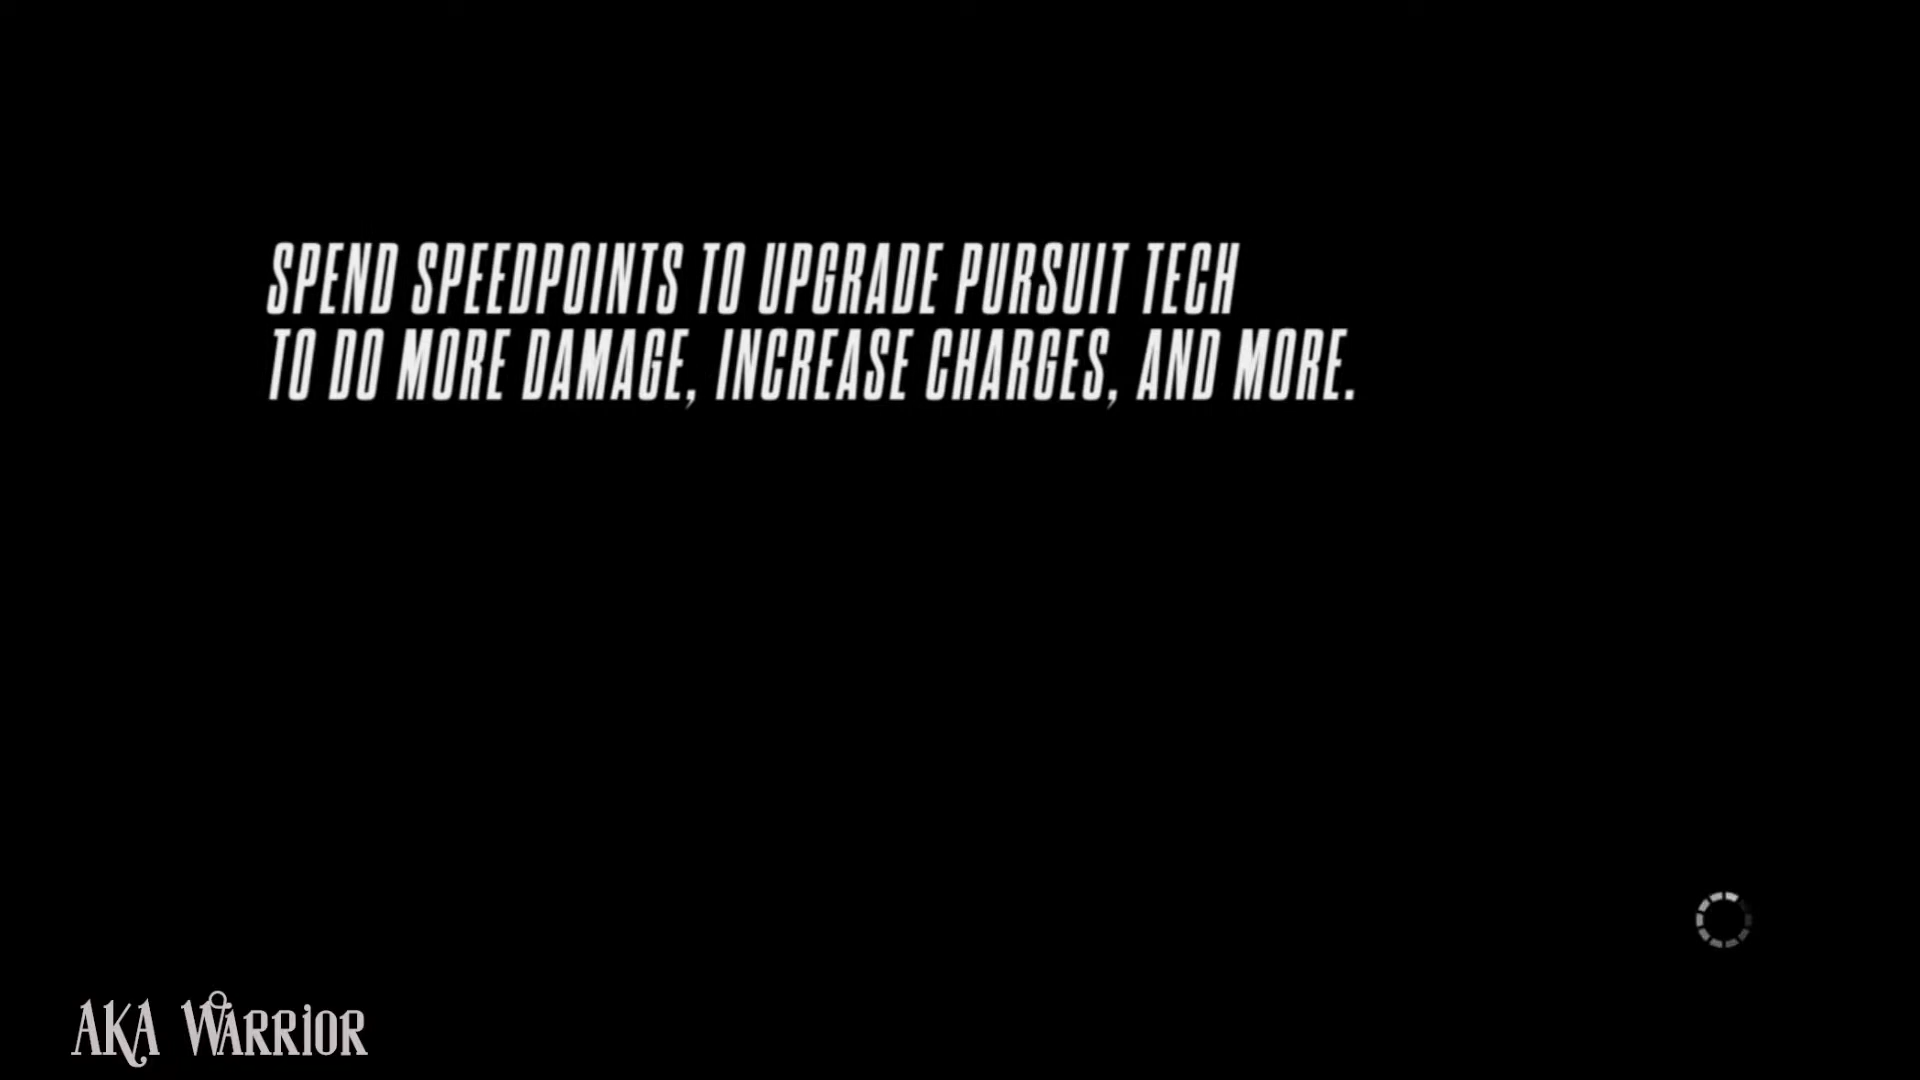 SPEND SPEEDPOINTS TO UPGRADE PURSUIT TECH
TO DO MORE DAMAGE, INCREASE CHARGES, AND MORE.
AKA WARRIOR